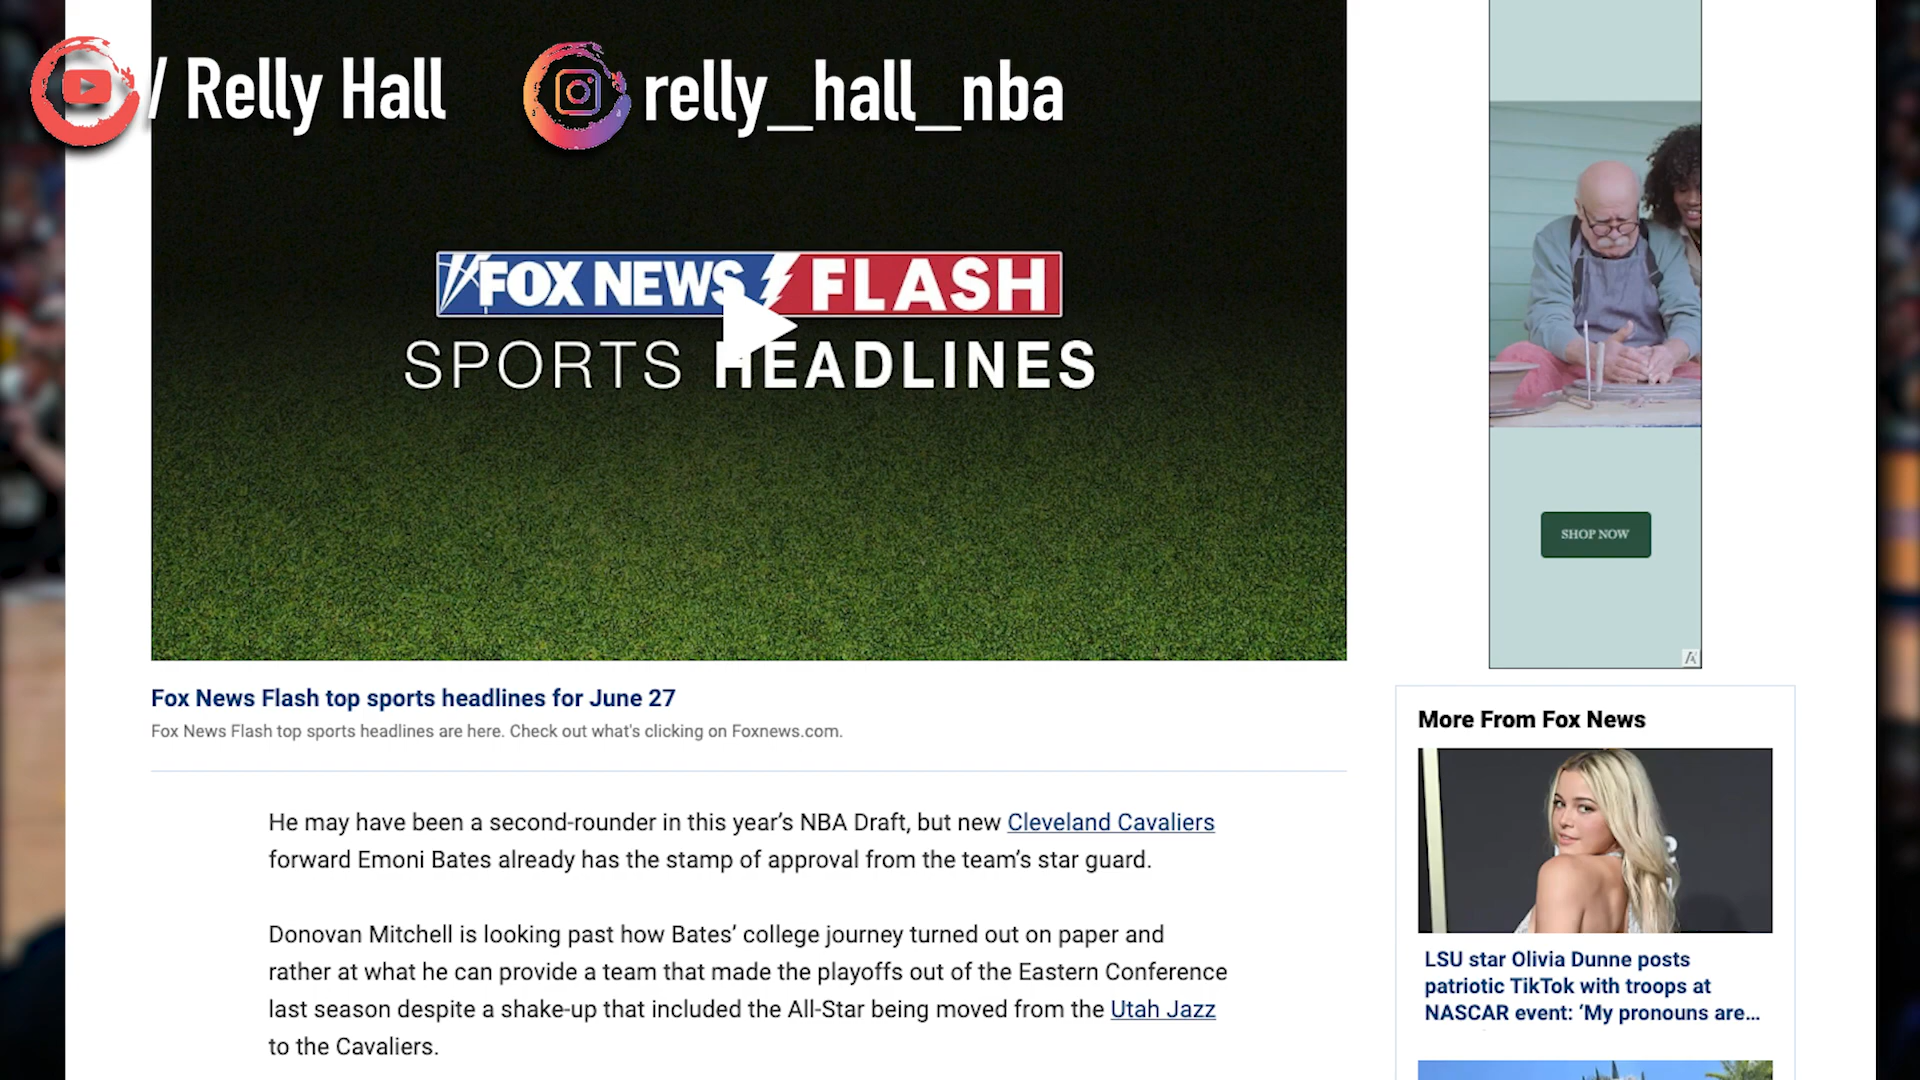 / Relly Hall
relly_hall_nba
FOX NEWS FLASH
SPORTS HEADLINES
SHOP NOW
Fox News Flash top sports headlines for June 27
Fox News Flash top sports headlines are here. Check out what's clicking on Foxnews.com.
He may have been a second-rounder in this year's NBA Draft, but new Cleveland Cavaliers
forward Emoni Bates already has the stamp of approval from the team's star guard.
Donovan Mitchell is looking past how Bates' college journey turned out on paper and
rather at what he can provide a team that made the playoffs out of the Eastern Conference
last season despite a shake-up that included the All-Star being moved from the Utah Jazz
to the Cavaliers.
More From Fox News
LSU star Olivia Dunne posts
patriotic TikTok with troops at
NASCAR event: ‘My pronouns are...